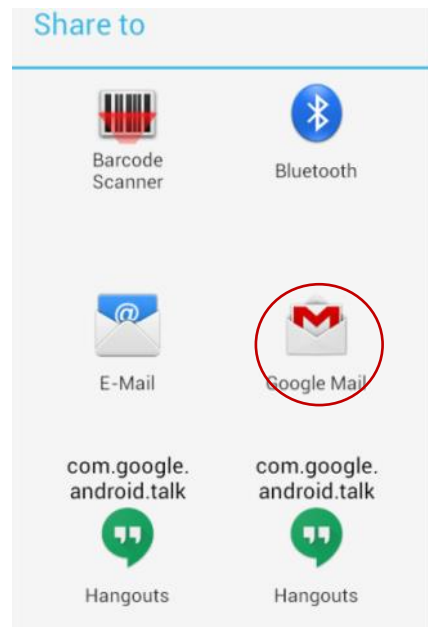 Share to
Barcode
Scanner
Bluetooth
@
E-Mail
Google Mail
com.google.
android.talk
com.google.
android.talk
Hangouts
Hangouts